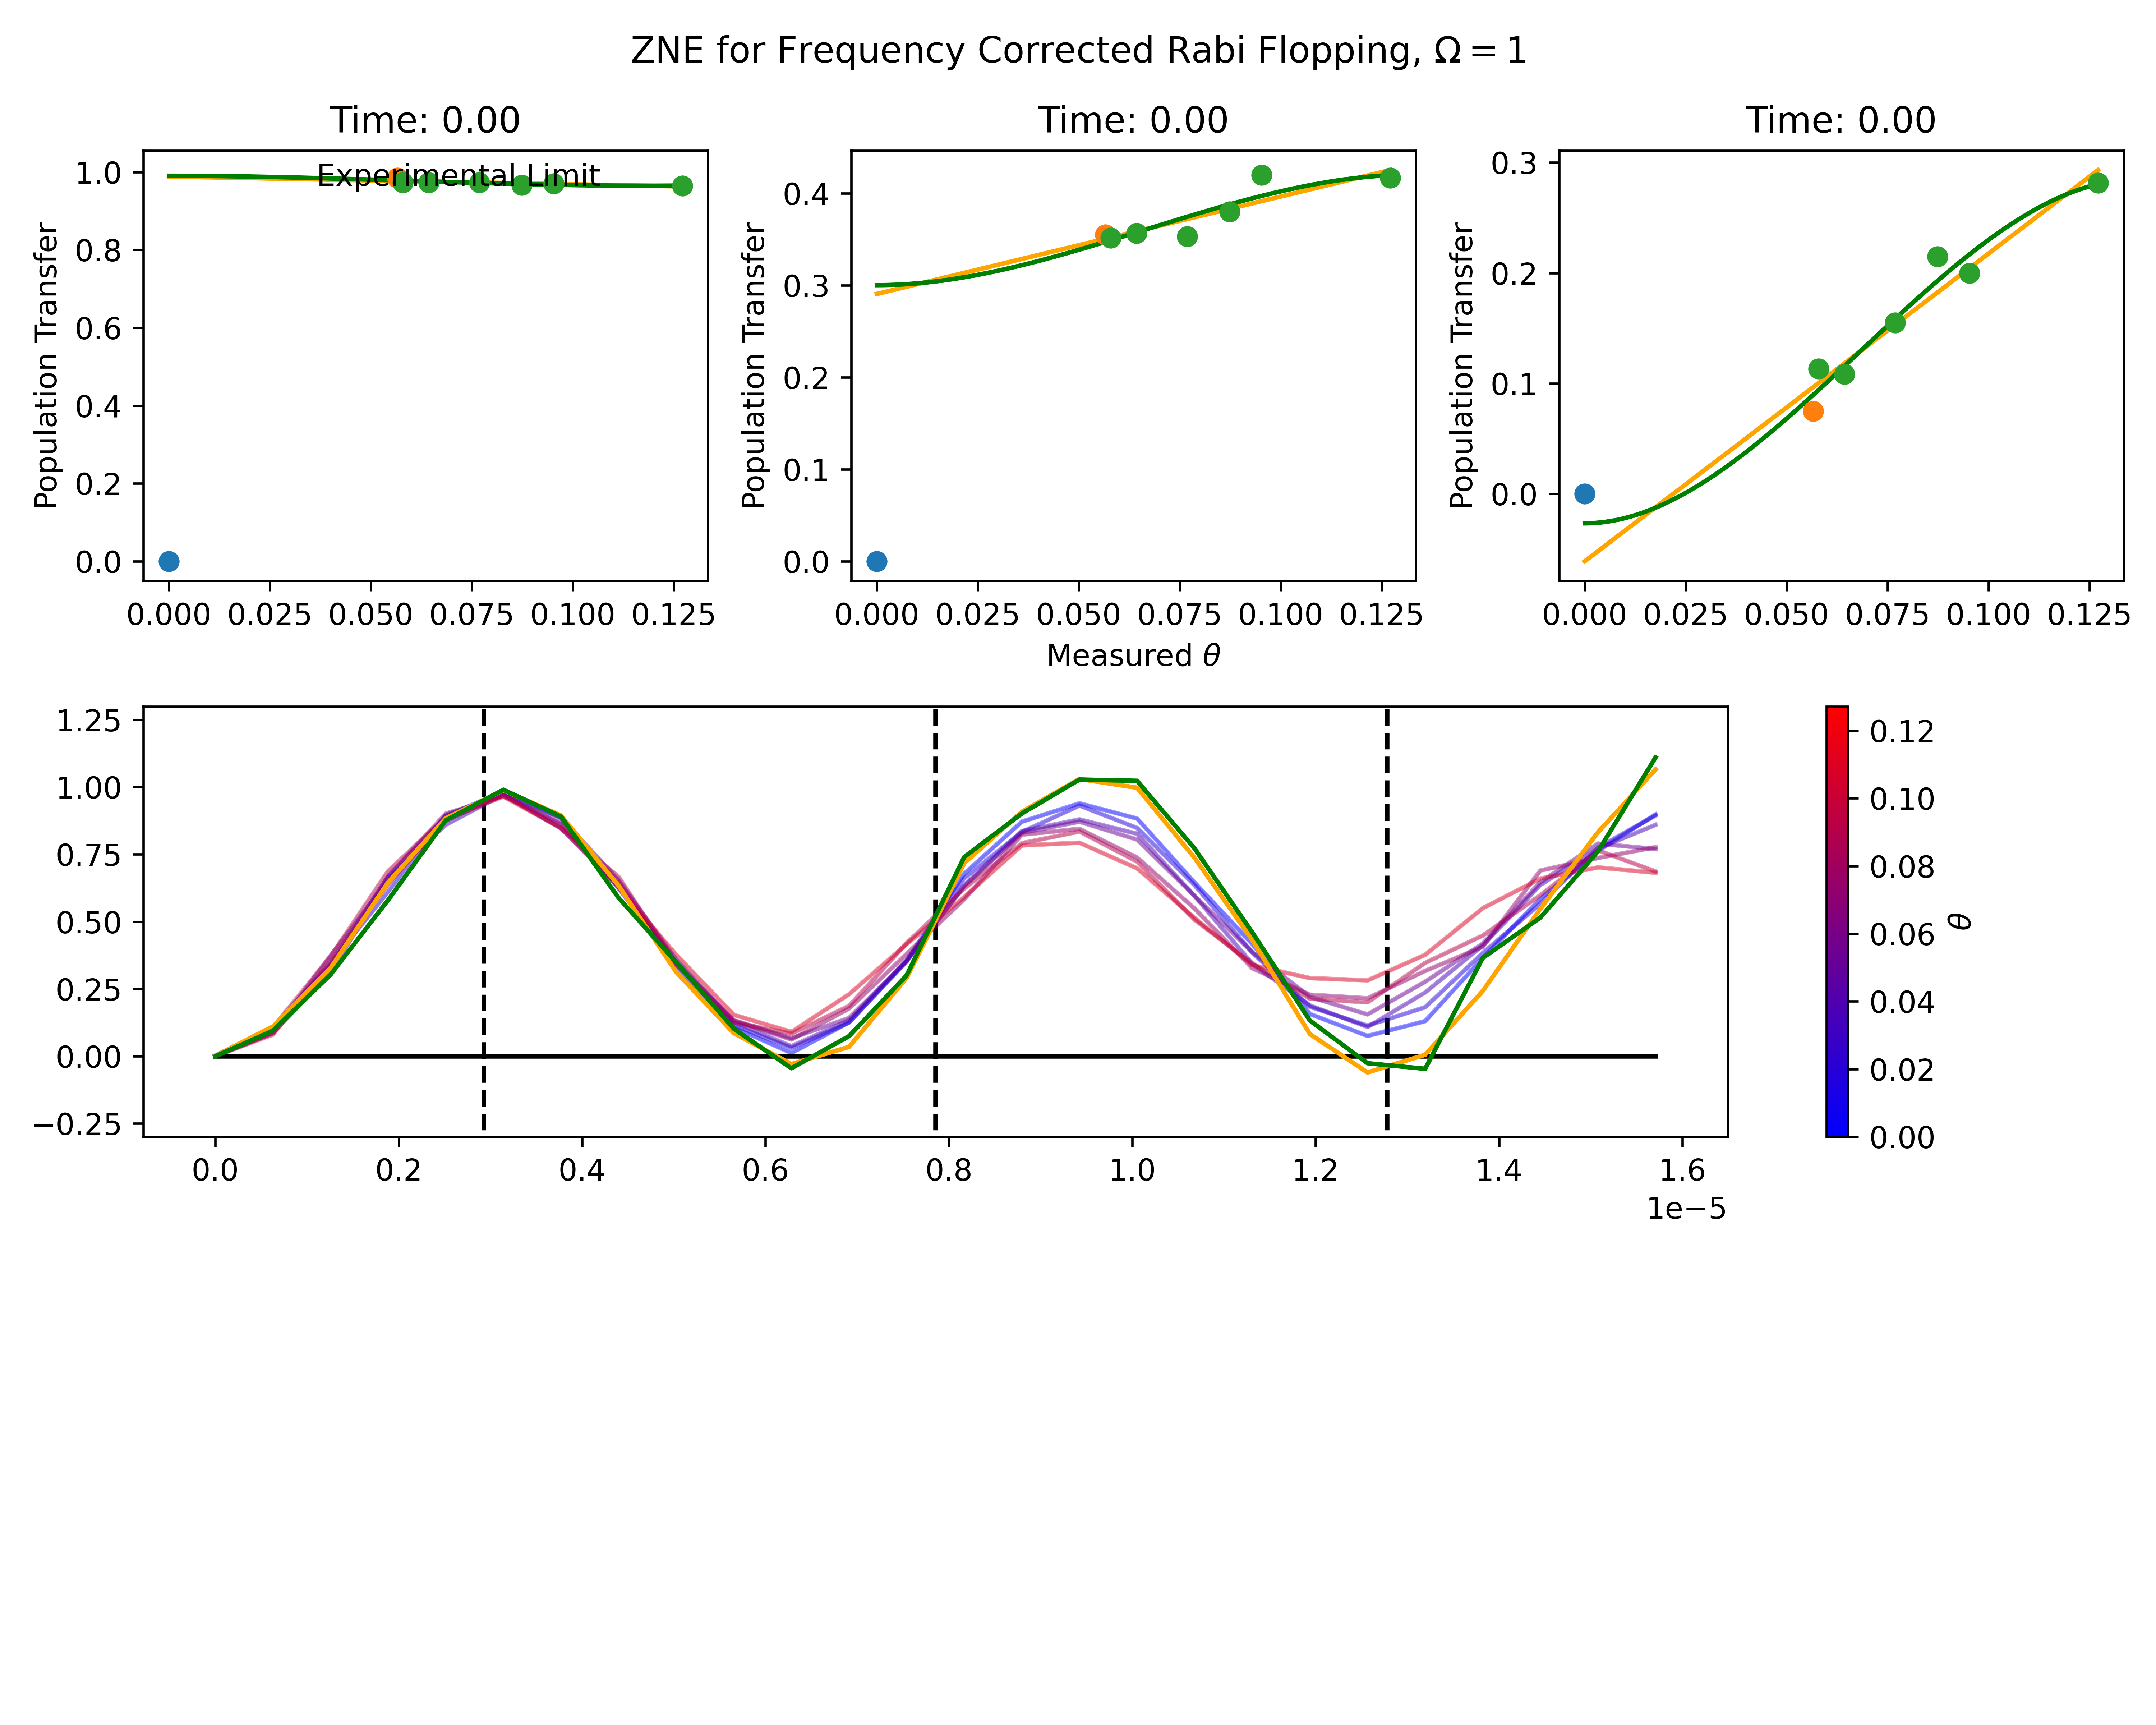 ZNE for Frequency Corrected Rabi Flopping, Ω = 1
Time: 0.00
Time: 0.00
Time: 0.00
Experimental Limit
Population Transfer
1.0
0.8
0.6
0.4
0.2
0.0
0.000 0.025 0.050 0.075 0.100 0.125
Population Transfer
0.4
0.3
0.2
0.1
0.0
0.000 0.025 0.050 0.075 0.100 0.125
Measured θ
Population Transfer
0.3
0.2
0.1
0.0
0.000 0.025 0.050 0.075 0.100 0.125
1.25
1.00
0.75
0.50
0.25
0.00
−0.25
0.0 0.2 0.4 0.6 0.8 1.0 1.2 1.4 1.6
1e−5
0.12
0.10
0.08
0.06
0.04
0.02
0.00
θ